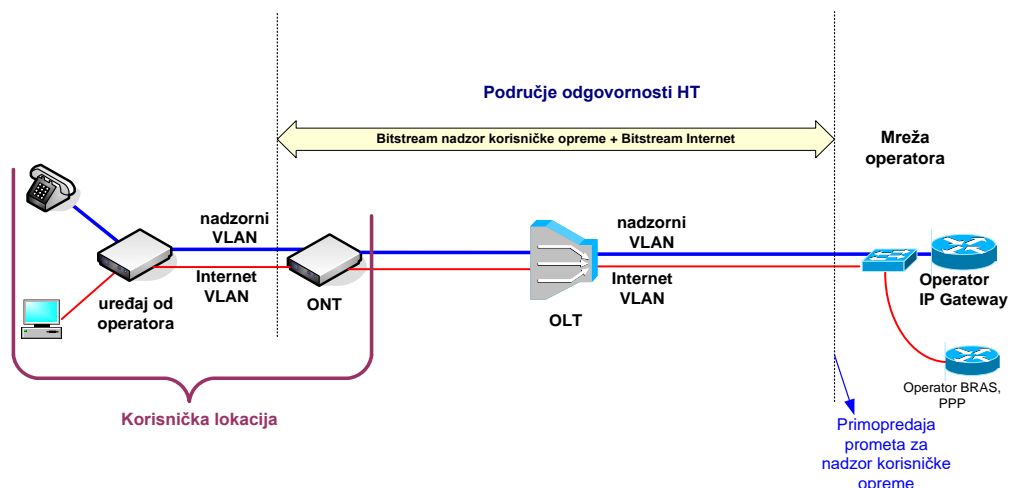 Područje odgovornosti HT
Bitstream nadzor korisničke opreme + Bitstream Internet
Mreža
operatora
nadzorni
VLAN
Internet
VLAN
uređaj od
operatora
ONT
OLT
nadzorni
VLAN
Internet
VLAN
Operator
IP Gateway
Operator BRAS,
PPP
Korisnička lokacija
Primopredaja
prometa za
nadzor korisničke
opreme